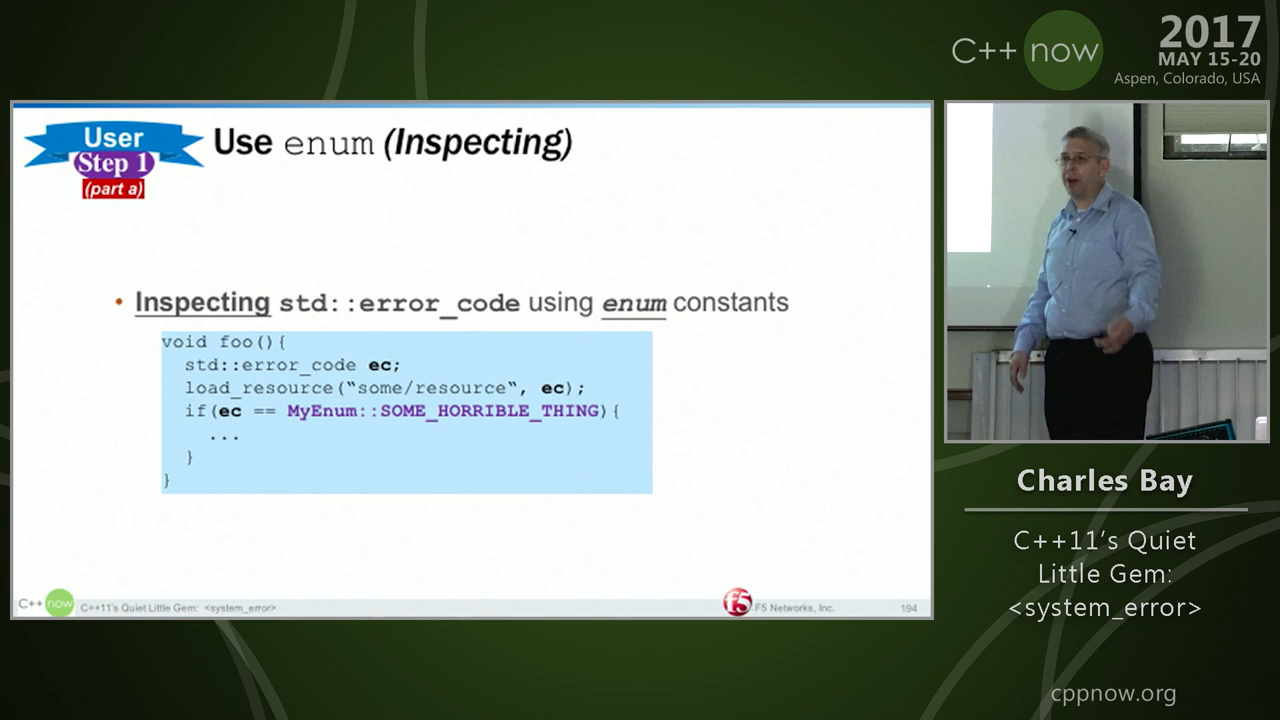 C++ now
2017
MAY 15-20
Aspen, Colorado, USA
User
Step 1
(part a)
Use enum (Inspecting)
• Inspecting std::error_code using enum constants
void foo(){
std::error_code ec;
load_resource("some/resource", ec);
if(ec == MyEnum::SOME_HORRIBLE_THING){
...
}
}
C++ now
C++11's Quiet Little Gem: <system_error>
f5
F5 Networks, Inc.
194
Charles Bay
C++11's Quiet
Little Gem:
<system_error>
cppnow.org